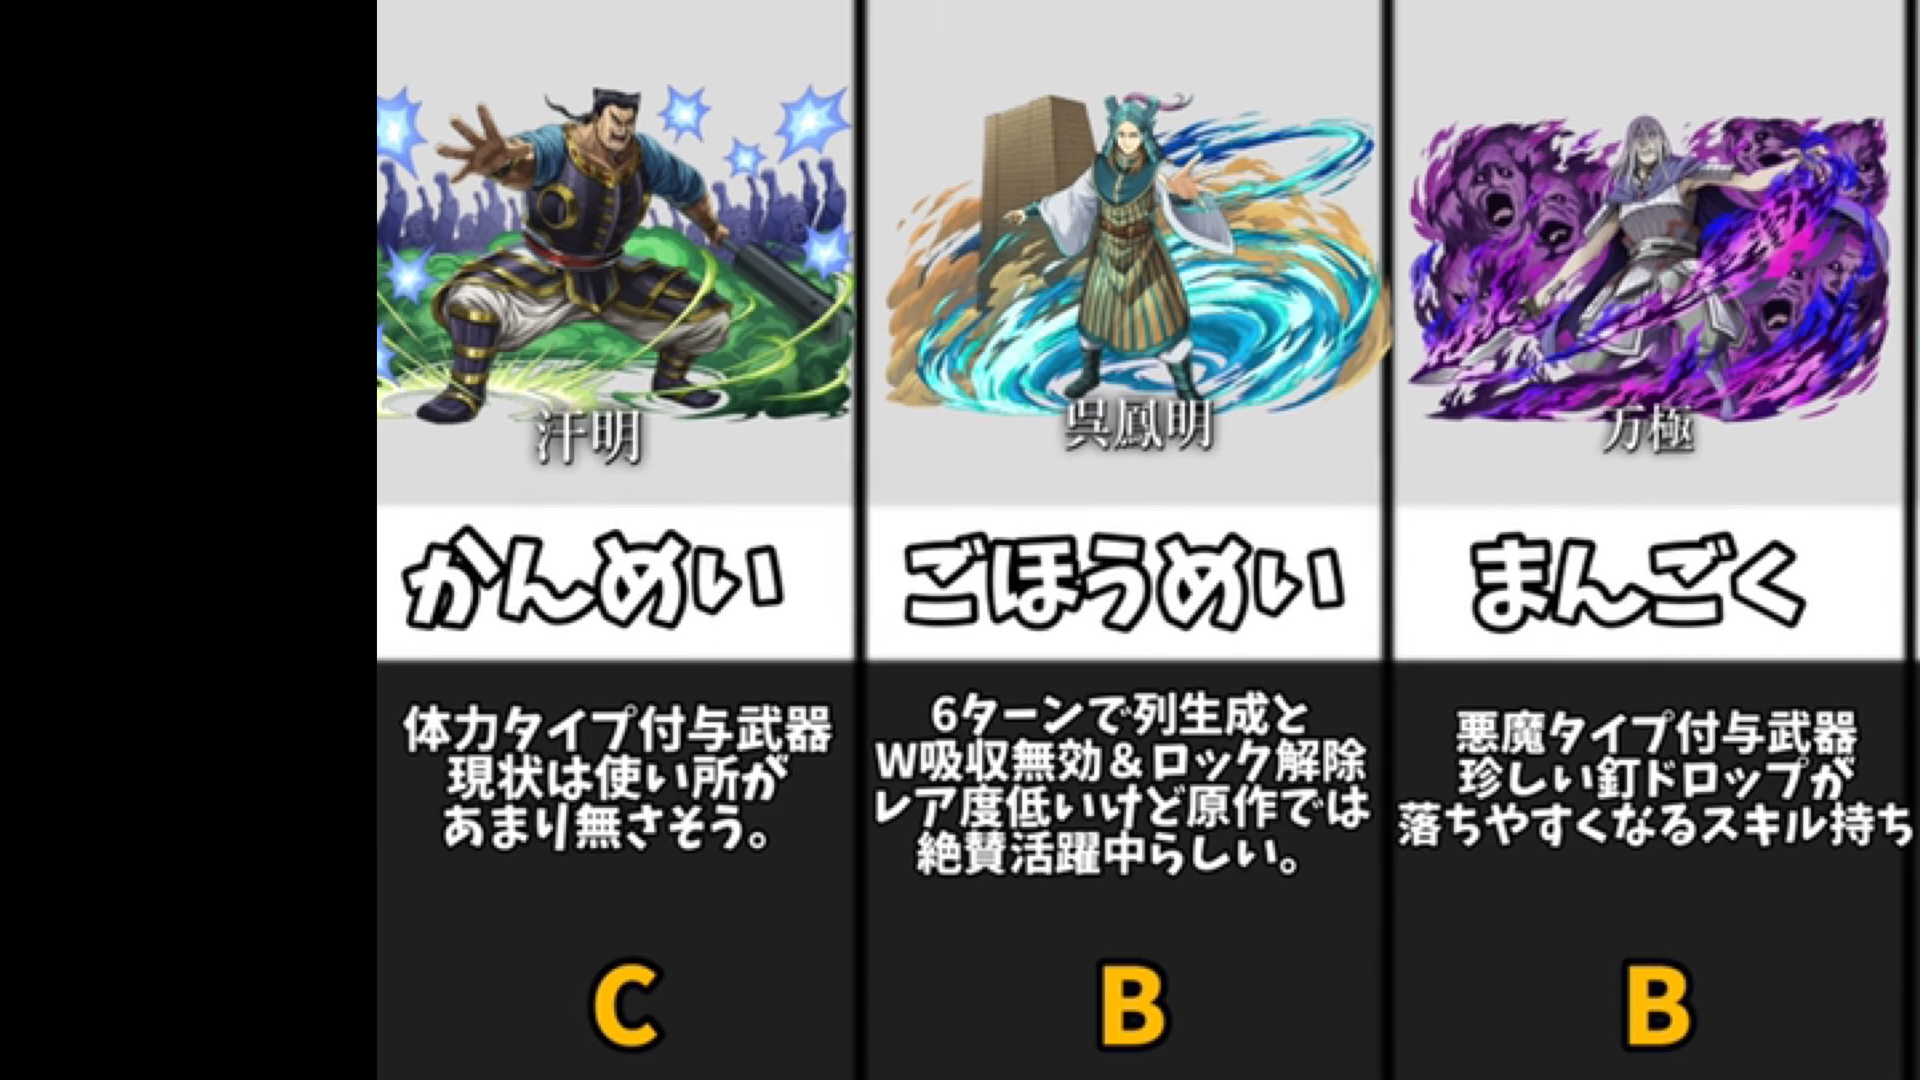 汗明
かんめい
体力タイプ付与武器
現状は使い所が
あまり無さそう。
C
呉鳳明
ごほうめい
6ターンで列生成と
W吸収無効＆ロック解除
レア度低いけど原作では
絶賛活躍中らしい。
B
万極
まんごく
悪魔タイプ付与武器
珍しい釘ドロップが
落ちやすくなるスキル持ち
B